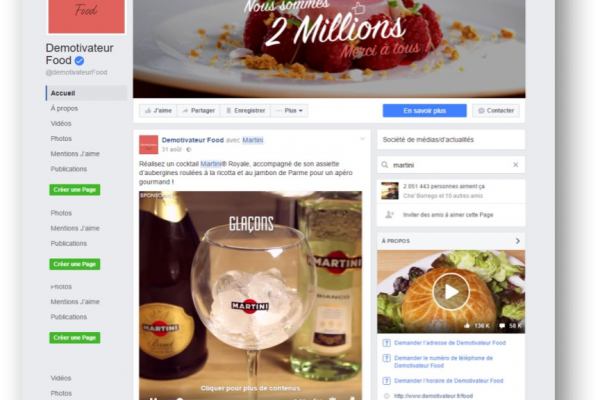 Food
Demotivateur
Food
@demotivateurFood
Accueil
À propos
Vidéos
Photos
Mentions J'aime
Publications
Créer une Page
Photos
Mentions J'aime
Publications
Créer une Page
Photos
Mentions J'aime
Publications
Créer une Page
Vidéos
Photos
Nous sommes
2 Millions
Merci à tous !
J'aime
Partager
Enregistrer
Plus
En savoir plus
Contacter
Demotivateur Food avec Martini
31 août
Réalisez un cocktail Martini® Royale, accompagné de son assiette
d'aubergines roulées à la ricotta et au jambon de Parme pour un apéro
gourmand !
SPONSORISÉ
GLAÇONS
MARTINI
MARTINI
MARTINI
BIANCO
Brut
Cliquer pour plus de contenus
Société de médias/d'actualités
martini
2 051 443 personnes aiment ça
Che' Barrego et 15 autres
Inviter des amis à aimer cette Page
À PROPOS
136 K
58 K
Demander l'adresse de Demotivateur Food
Demander le numéro de téléphone de
Demotivateur Food
Demander l'horaire de Demotivateur Food
http://www.demotivateur.fr/food